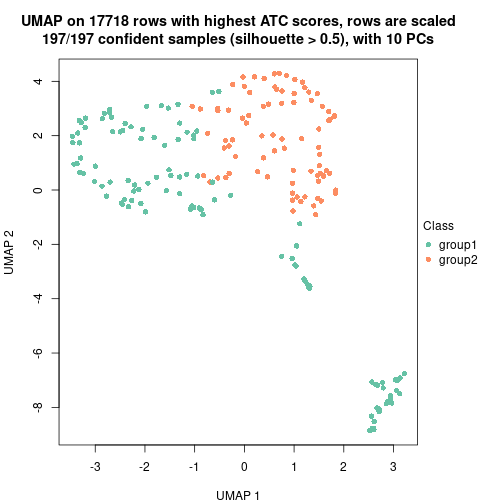 UMAP on 17718 rows with highest ATC scores, rows are scaled
197/197 confident samples (silhouette > 0.5), with 10 PCs
4
2
0
-2
-4
-6
-8
UMAP 2
Class
group1
group2
-3 -2 -1 0 1 2 3
UMAP 1